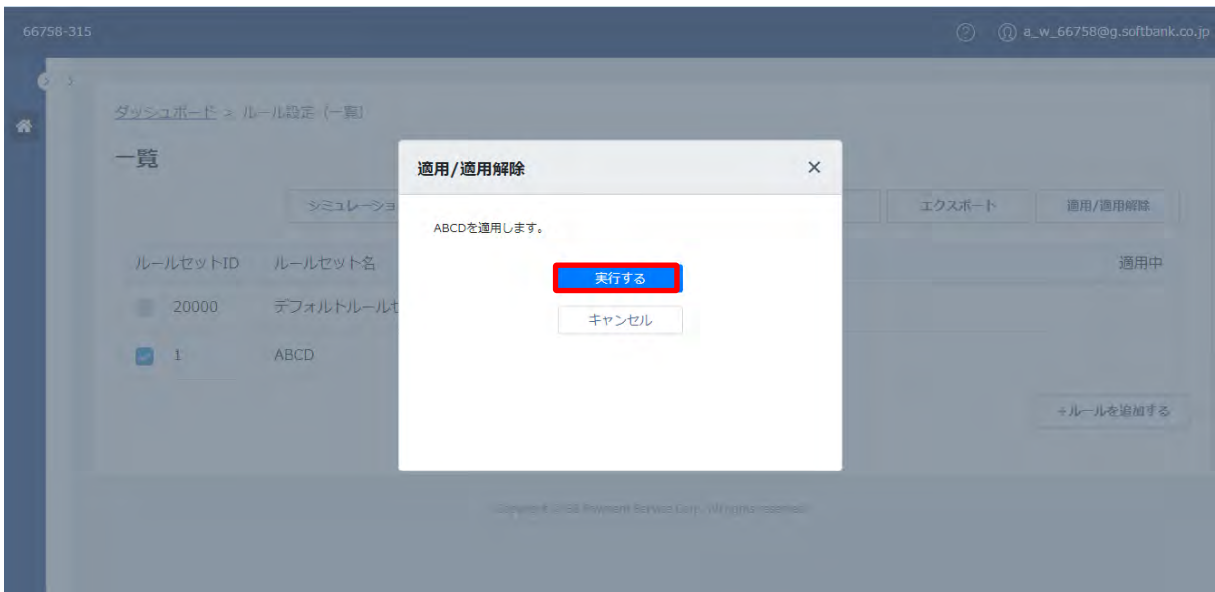 66758-315
a_w_66758@g.softbank.co.jp
ダッシュボード > ルール設定 (一覧)
一覧
適用/適用解除
シミュレーショ
エクスポート
適用/適用解除
ABCDを適用します。
ルールセットID
ルールセット名
適用中
実行する
20000
デフォルトルールセ
キャンセル
1
ABCD
+ルールを追加する